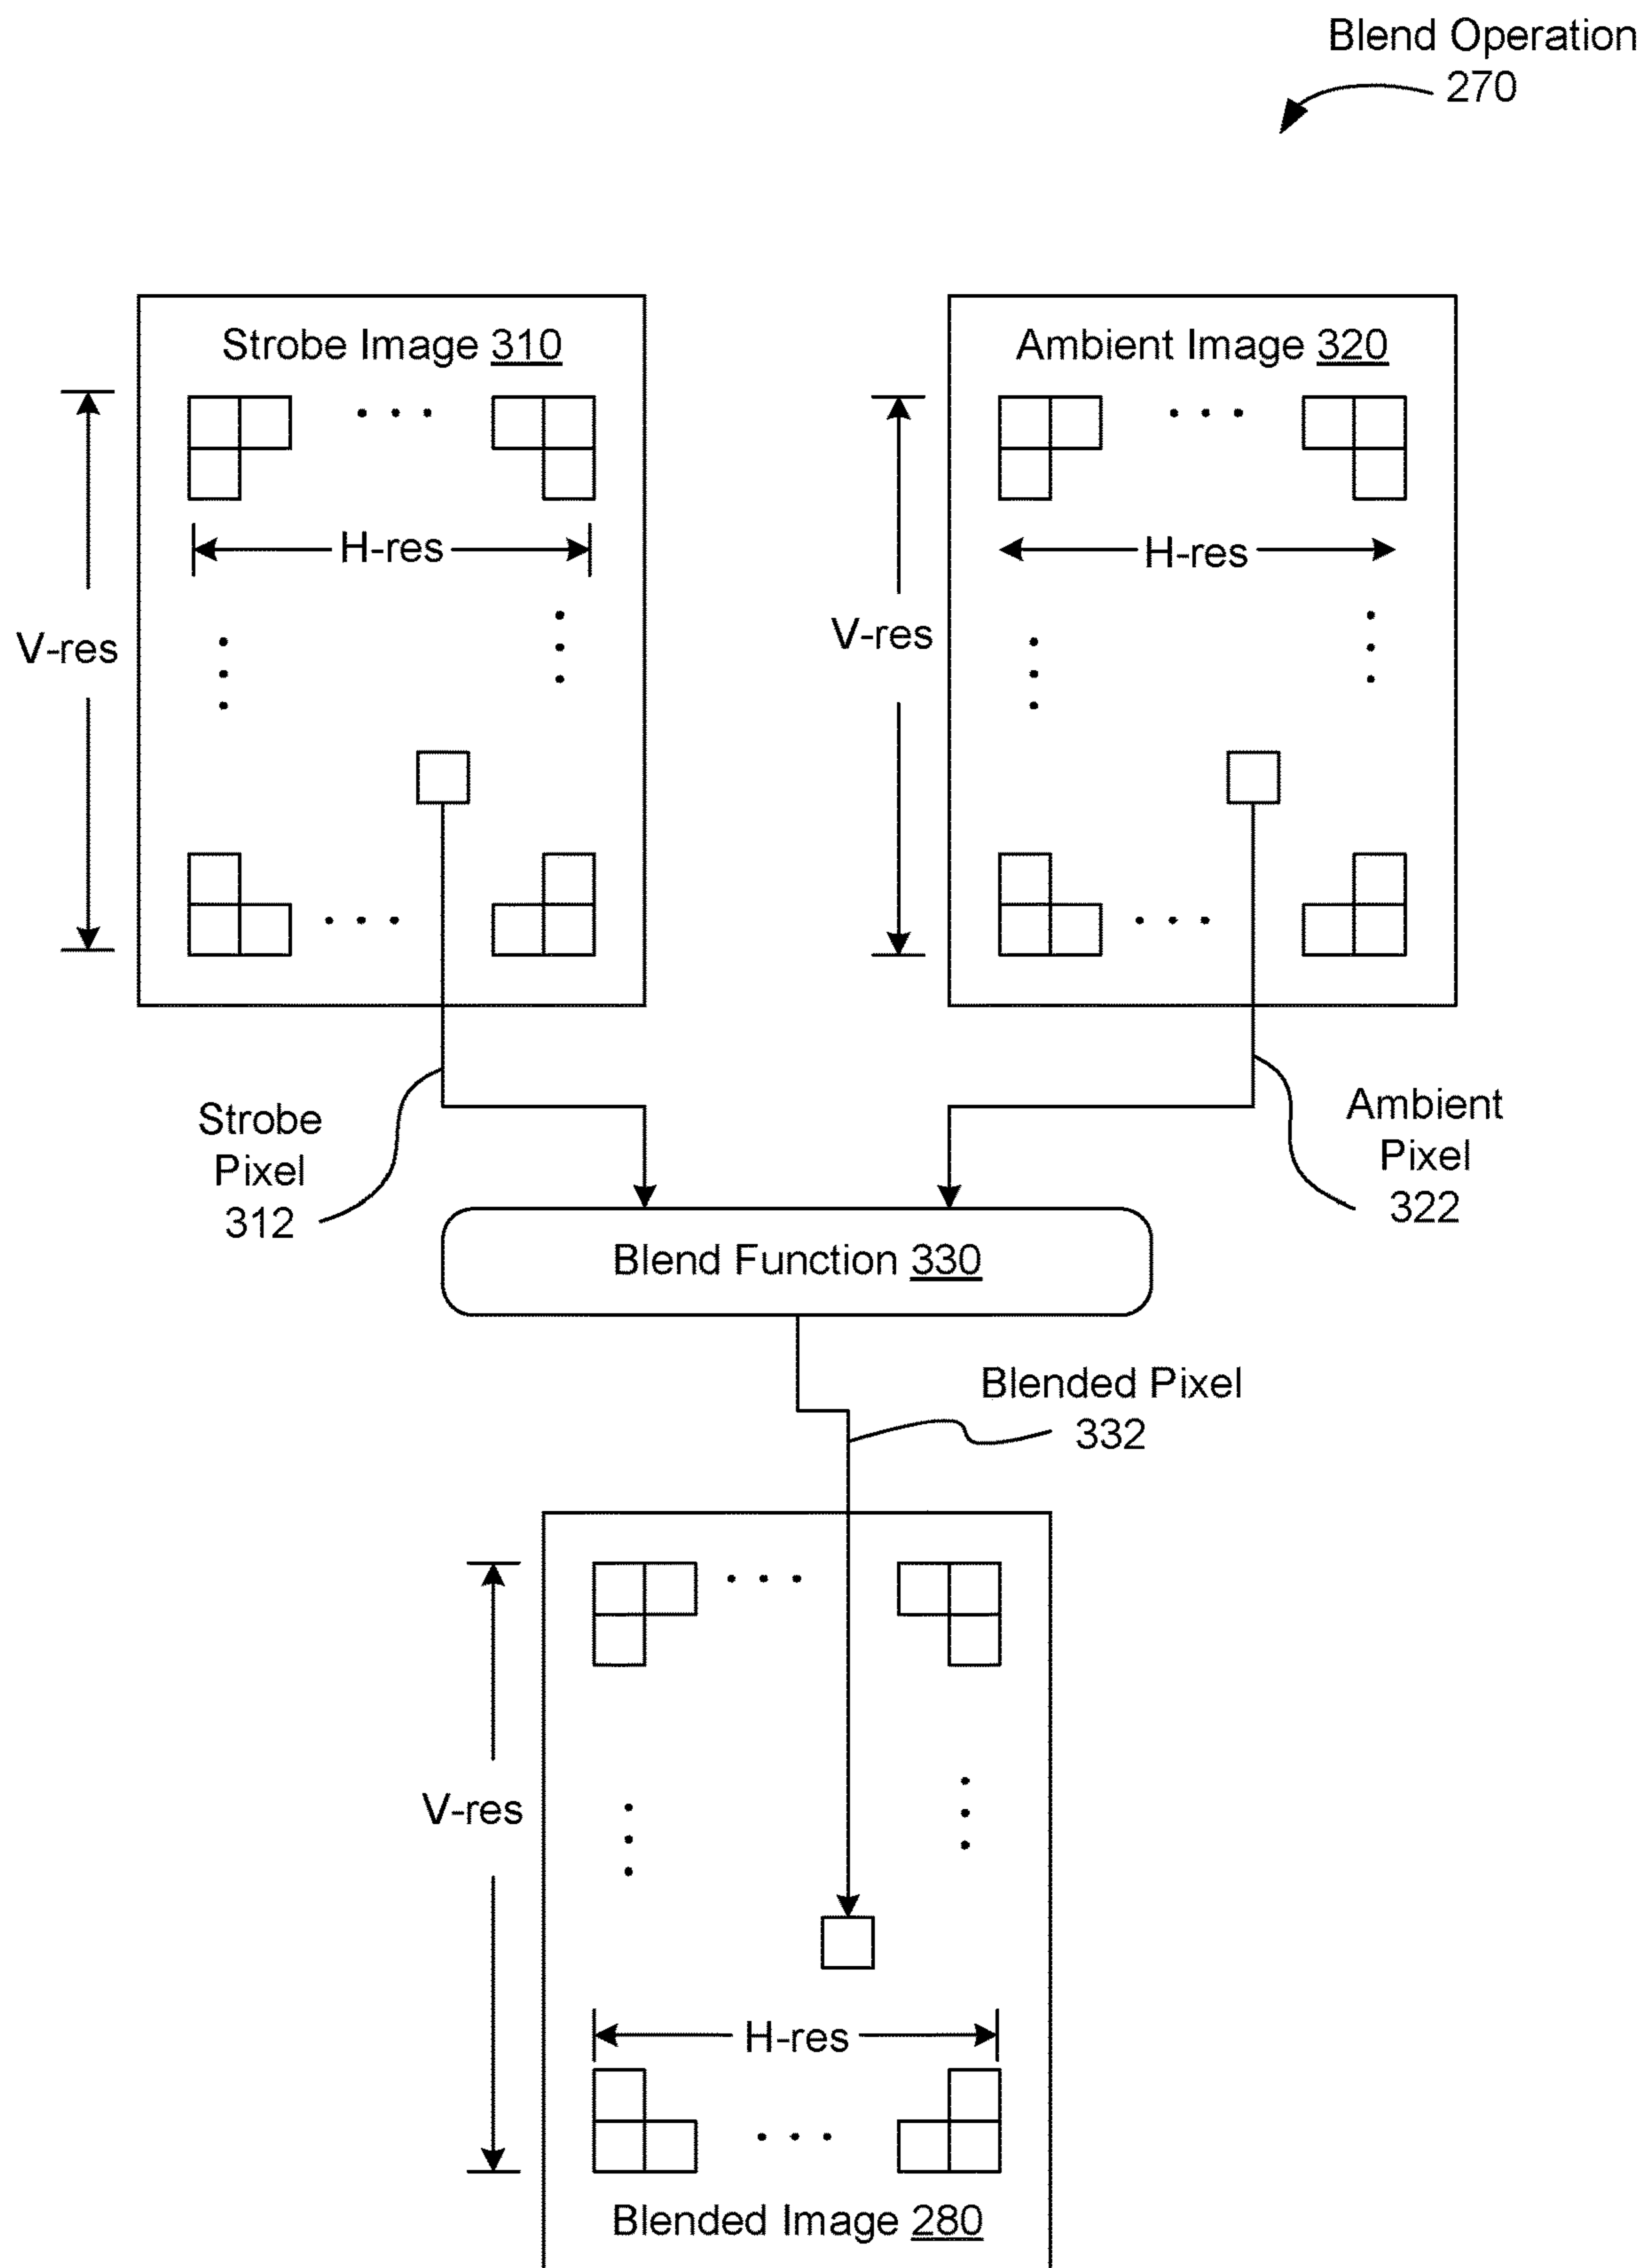 Blend Operation
270
Strobe Image 310
Ambient Image 320
H-res
H-res
V-res
V-res
Strobe
Pixel
312
Ambient
Pixel
322
Blend Function 330
Blended Pixel
332
V-res
H-res
Blended Image 280